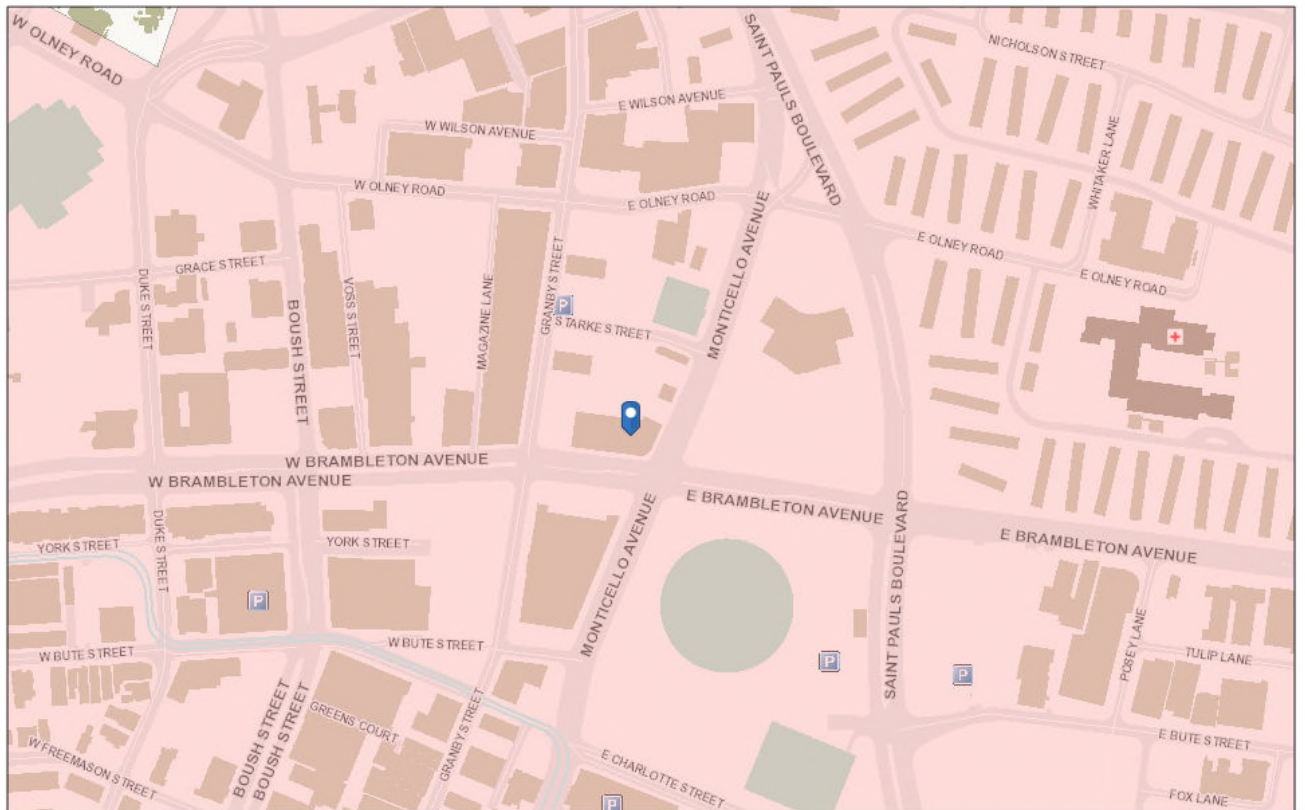 W OLNEY ROAD
SAINT PAULS BOULEVARD
NICHOLSON STREET
E WILSON AVENUE
W WILSON AVENUE
WHITAKER LANE
W OLNEY ROAD
E OLNEY ROAD
E OLNEY ROAD
E OLNEY ROAD
GRACE STREET
DUKE STREET
BOUSH STREET
VOSS STREET
MAGAZINE LANE
GRANBY STREET
P
STARKE STREET
MONTICELLO AVENUE
W BRAMBLETON AVENUE
W BRAMBLETON AVENUE
E BRAMBLETON AVENUE
E BRAMBLETON AVENUE
DUKE STREET
YORK STREET
YORK STREET
MONTICELLO AVENUE
SAINT PAULS BOULEVARD
P
W BUTE STREET
W BUTE STREET
P
P
POSEY LANE
TULIP LANE
BOUSH STREET
BOUSH STREET
GREENS COURT
GRANBY STREET
W FREEMASON STREET
E CHARLOTTE STREET
E BUTE STREET
FOX LANE
P